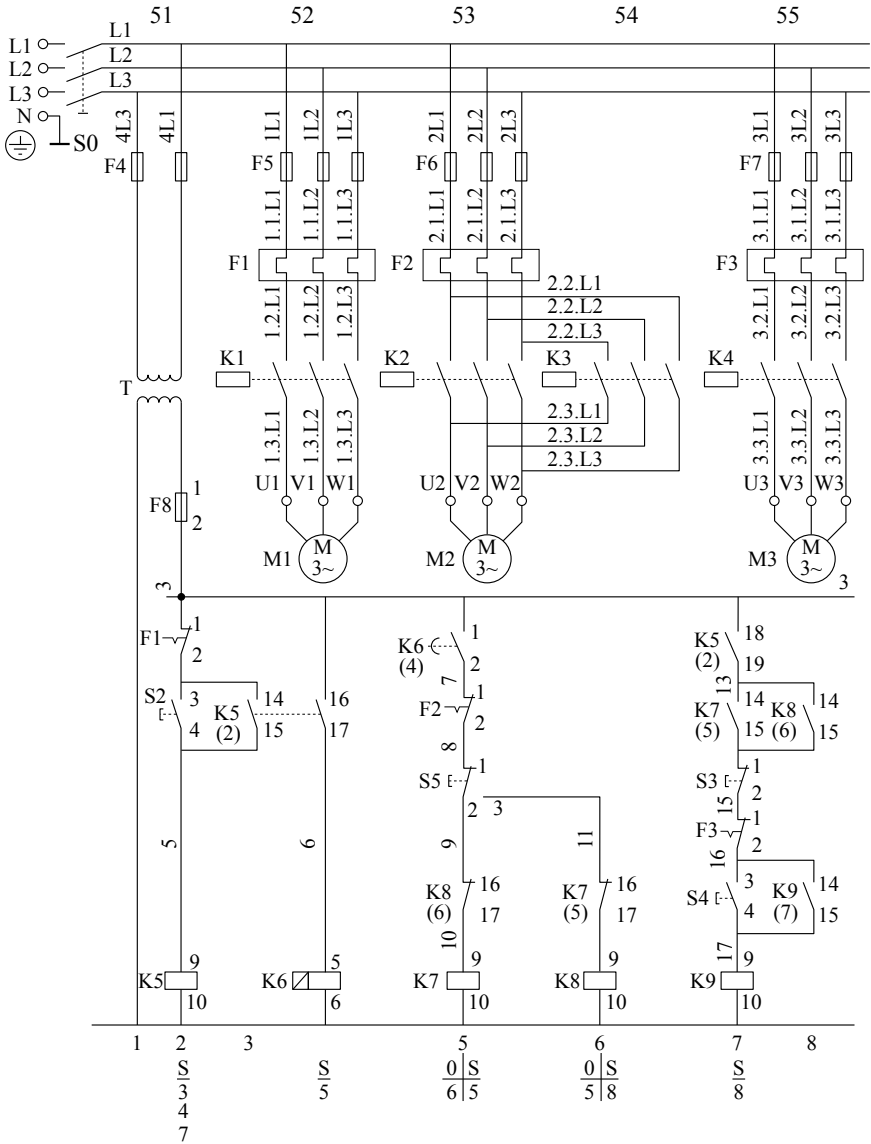 51 52 53 54 55
L1 L1
L2 L2
L3 L3
N
S0
4L3 4L1 1L1 1L2 1L3 2L1 2L2 2L3 3L1 3L2 3L3
F4 F5 F6 F7
1.1.L1 1.1.L2 1.1.L3 2.1.L1 2.1.L2 2.1.L3 3.1.L1 3.1.L2 3.1.L3
F1 F2 F3
1.2.L1 1.2.L2 1.2.L3 3.2.L1 3.2.L2 3.2.L3
2.2.L1
2.2.L2
2.2.L3
K1 K2 K3 K4
T
1.3.L1 1.3.L2 1.3.L3 3.3.L1 3.3.L2 3.3.L3
2.3.L1
2.3.L2
2.3.L3
U1 V1 W1 U2 V2 W2 U3 V3 W3
F8 1
2
M1 M
3~
M2 M
3~
M3 M
3~
3 3
F1 1
2
S2 3
4
K5 14
(2) 15
16
17
5
6
K5 9
10
K6 5
6
K6 1
(4) 2
7
F2 1
2
8
S5 1
2 3
9
11
K8 16
(6) 17
K7 16
(5) 17
10
K7 9
10
K8 9
10
K5 18
(2) 19
13
K7 14
(5) 15
K8 14
(6) 15
S3 1
2
15
F3 1
2
16
S4 3
4
K9 14
(7) 15
17
K9 9
10
1 2 3 5 6 7 8
S S 0 S 0 S S
3 5 6 5 5 8 8
4
7